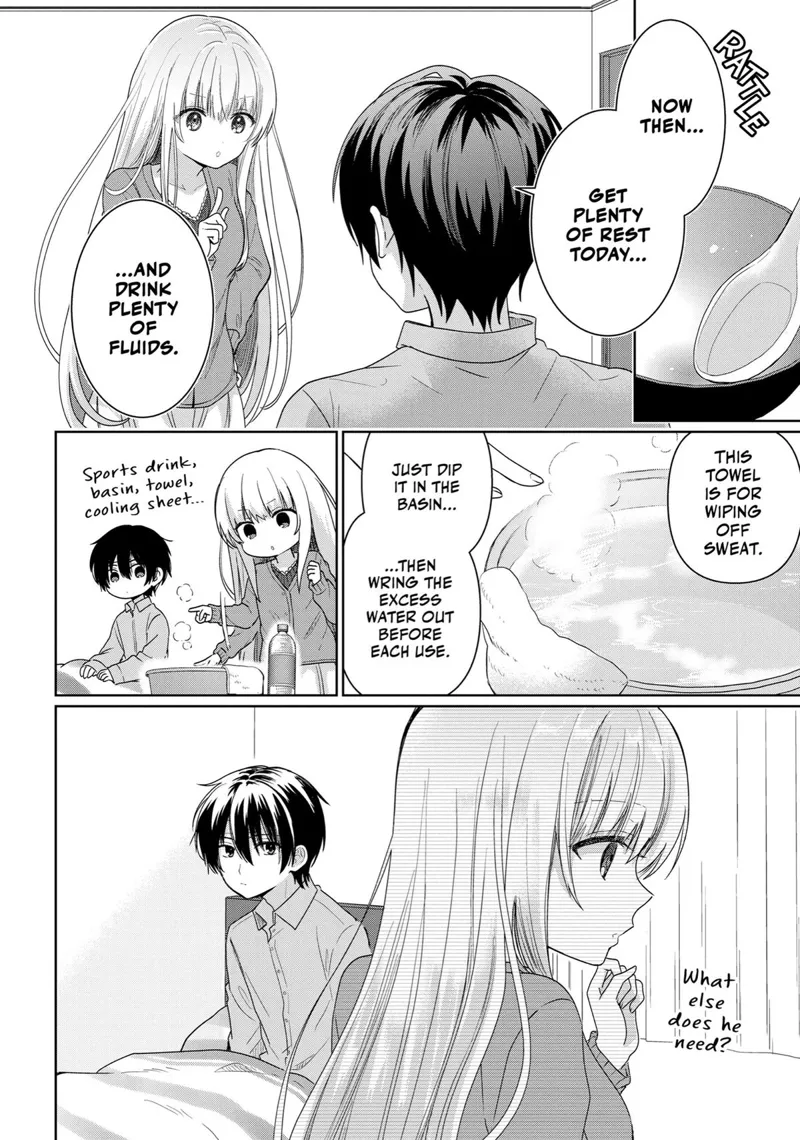 RATTLE
NOW
THEN...
GET
PLENTY
OF REST
TODAY...
...AND
DRINK
PLENTY
OF
FLUIDS.
THIS
TOWEL
IS FOR
WIPING
OFF
SWEAT.
JUST DIP
IT IN THE
BASIN...
...THEN
WRING THE
EXCESS
WATER OUT
BEFORE
EACH USE.
Sports drink,
basin, towel,
cooling sheet...
What
else
does he
need?